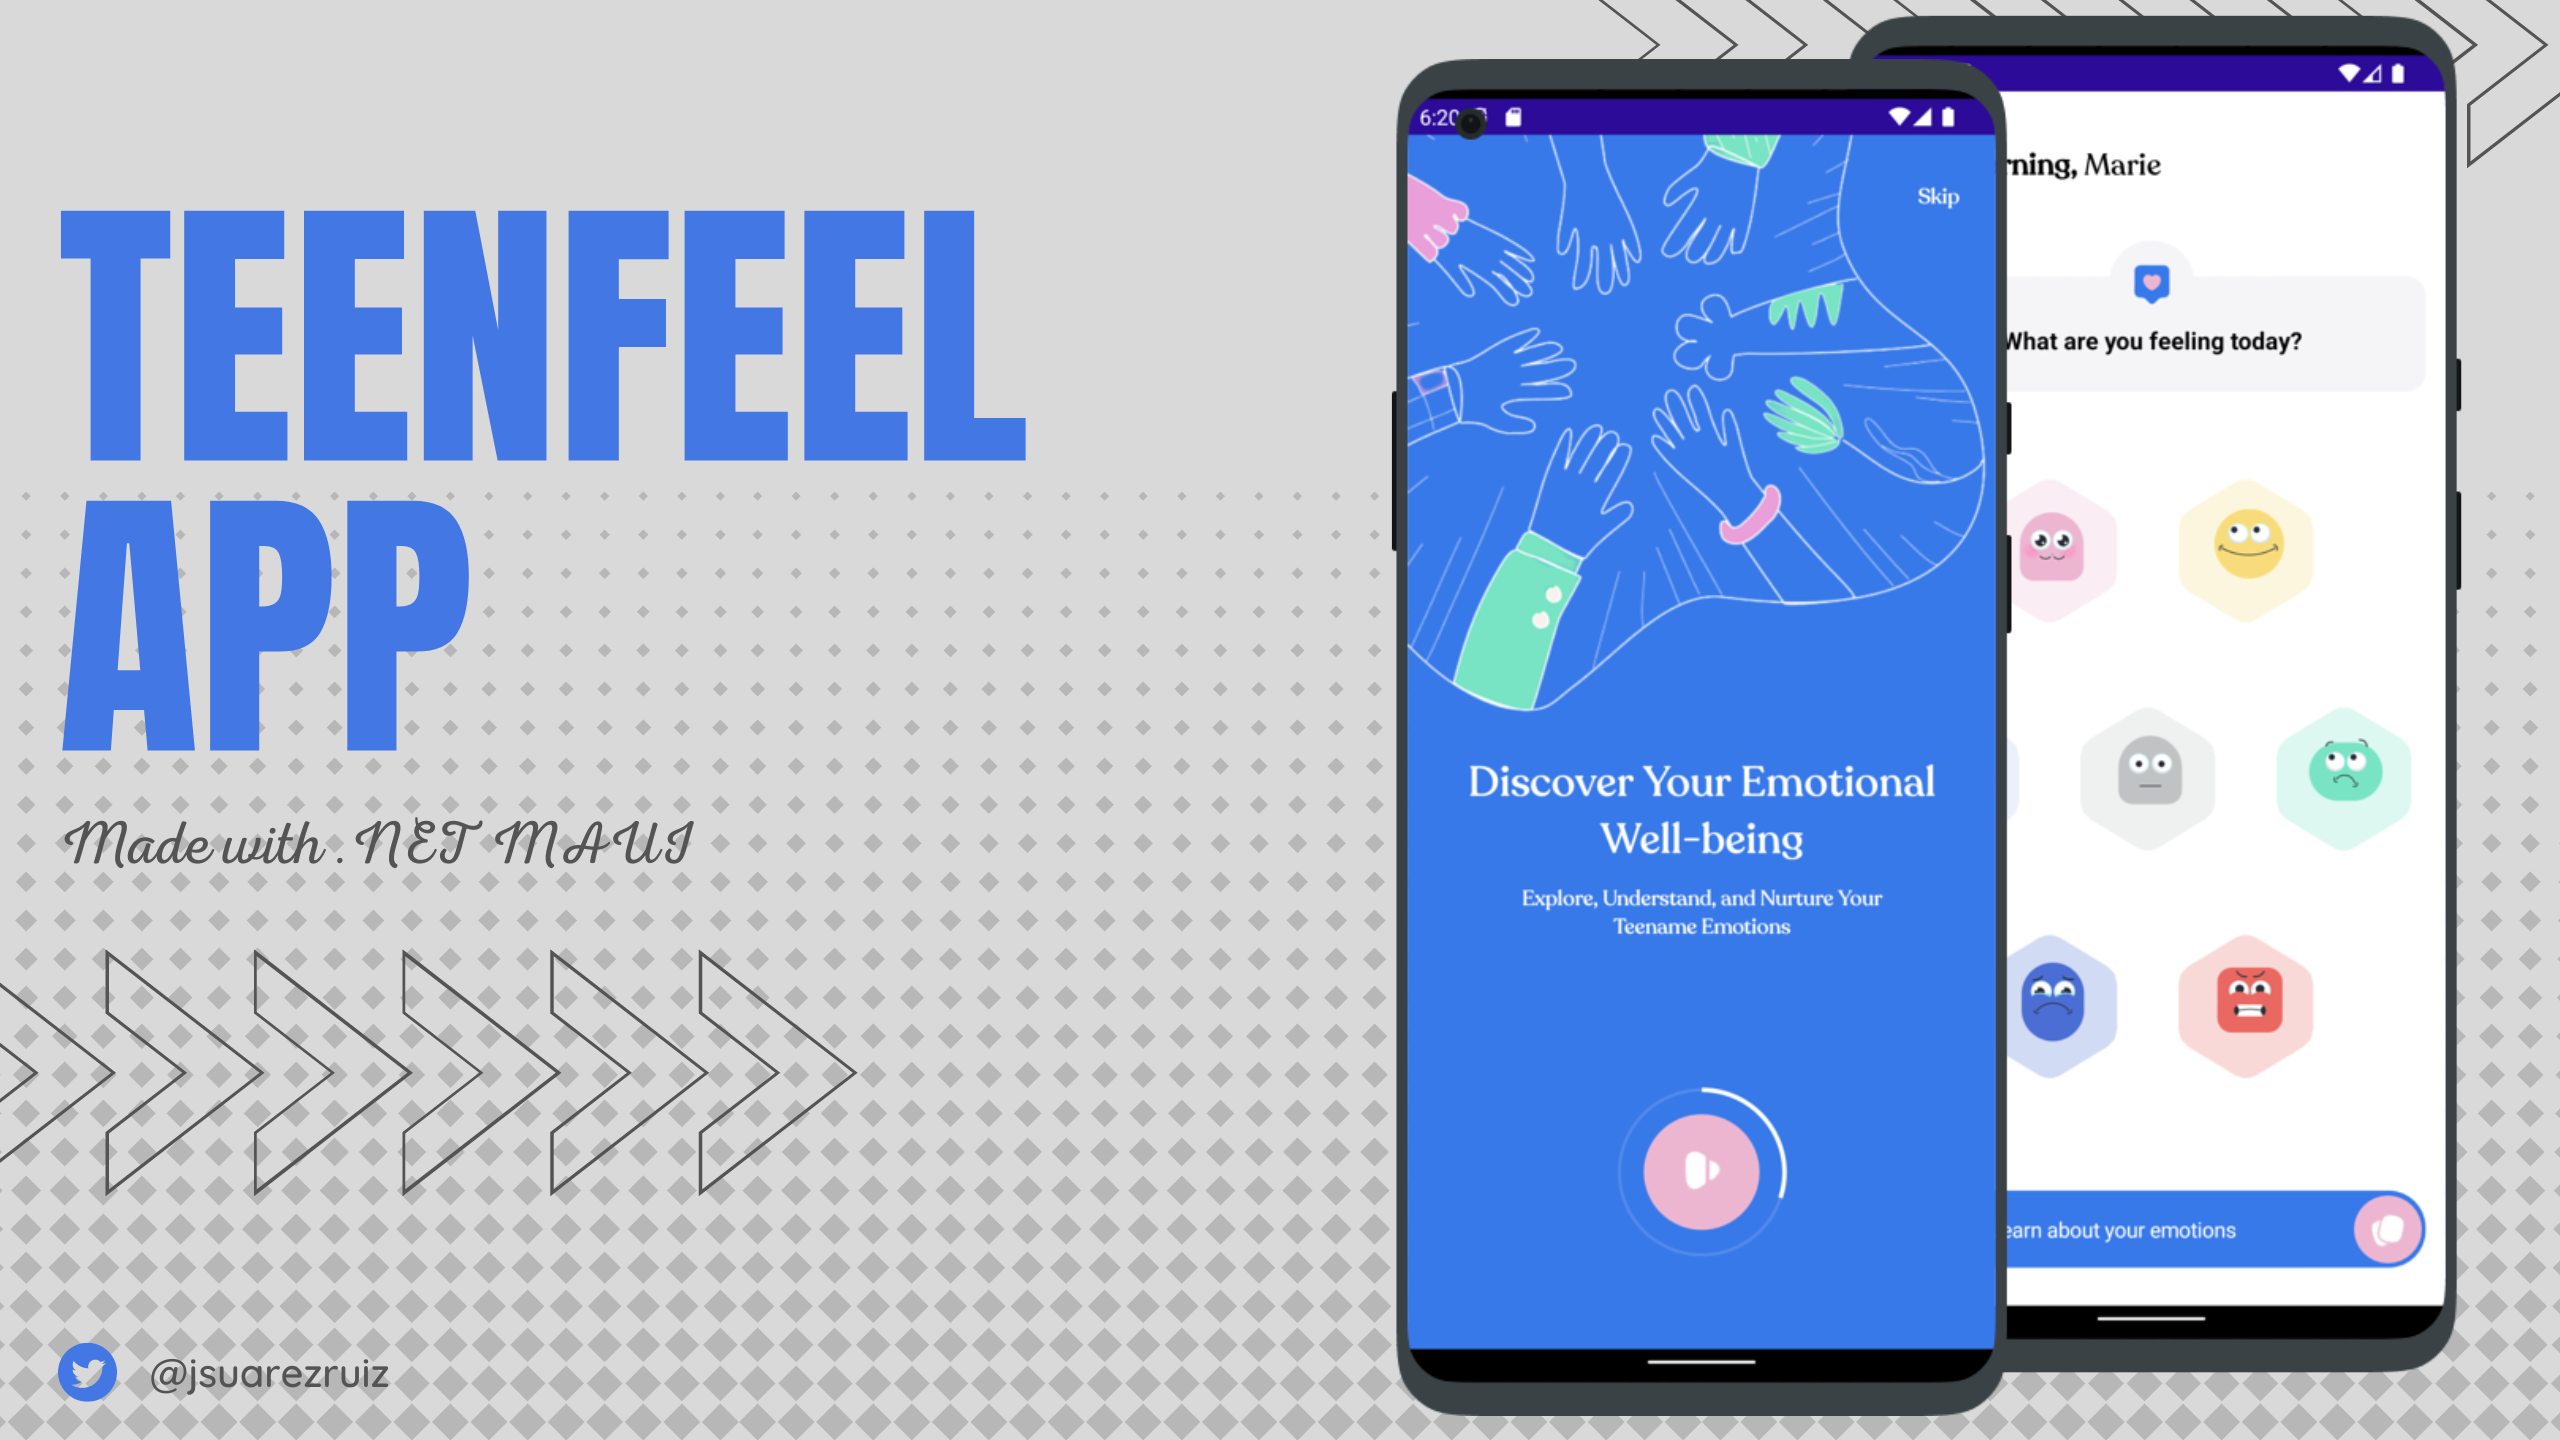 TEENFEEL
APP
Made with .NET MAUI
@jsuarezruiz
6:20
Skip
Discover Your Emotional
Well-being
Explore, Understand, and Nurture Your
Teename Emotions
rning, Marie
What are you feeling today?
earn about your emotions